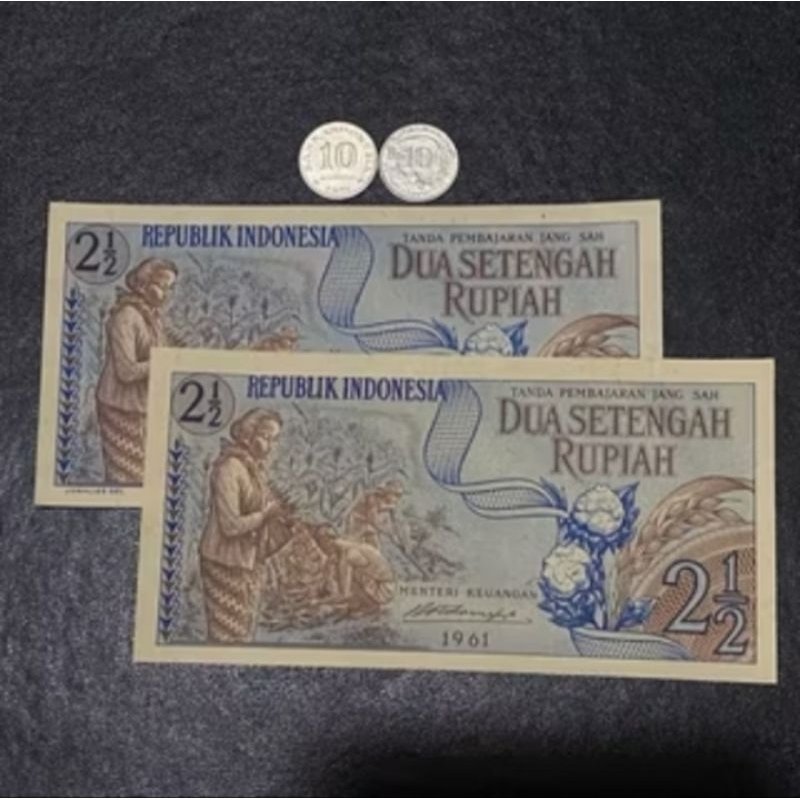 10
10
2½
REPUBLIK INDONESIA
TANDA PEMBAJARAN JANG SAH
DUA SETENGAH
RUPIAH
2½
REPUBLIK INDONESIA
TANDA PEMBAJARAN JANG SAH
DUA SETENGAH
RUPIAH
MENTERI KEUANGAN
1961
2½